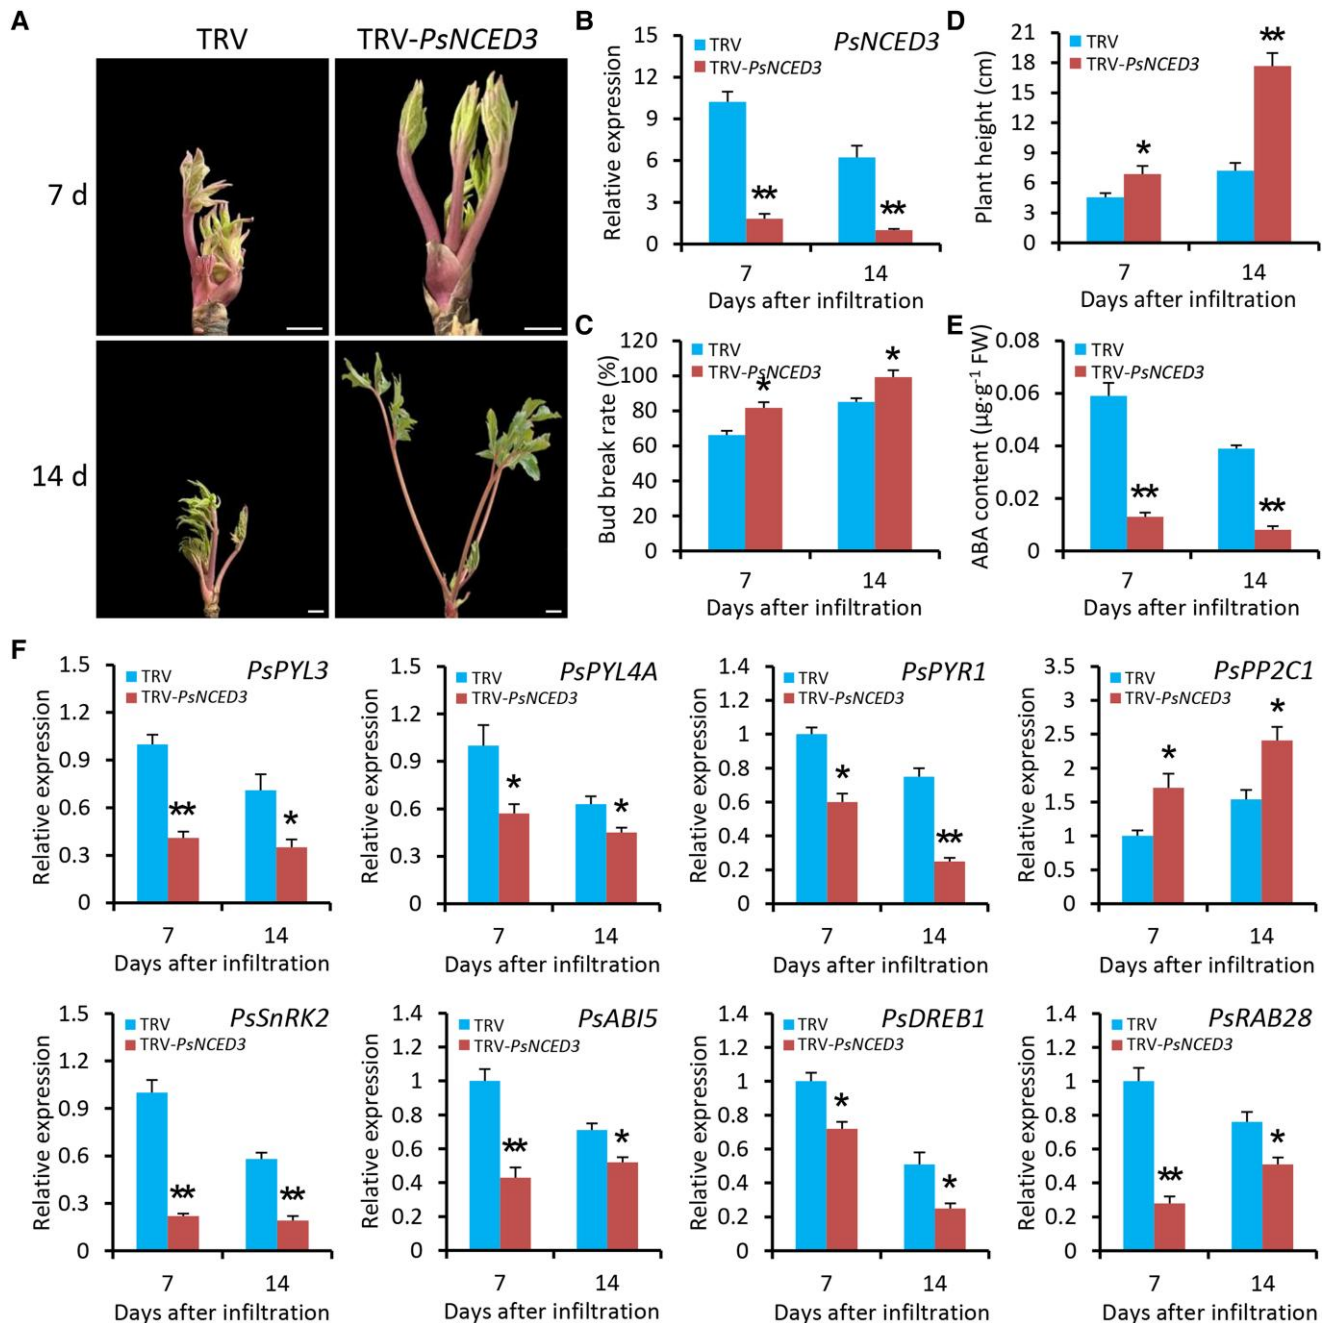 A
TRV
TRV-PsNCED3
7 d
14 d
B
PsNCED3
TRV
TRV-PsNCED3
Relative expression
15
12
9
6
3
0
**
**
7
14
Days after infiltration
D
TRV
TRV-PsNCED3
Plant height (cm)
21
18
15
12
9
6
3
0
*
**
7
14
Days after infiltration
C
TRV
TRV-PsNCED3
Bud break rate (%)
120
100
80
60
40
20
0
*
*
7
14
Days after infiltration
E
TRV
TRV-PsNCED3
ABA content (µg·g⁻¹ FW)
0.08
0.06
0.04
0.02
0
**
**
7
14
Days after infiltration
F
PsPYL3
TRV
TRV-PsNCED3
Relative expression
1.5
1.2
0.9
0.6
0.3
0
**
*
7
14
Days after infiltration
PsPYL4A
TRV
TRV-PsNCED3
Relative expression
1.5
1.2
0.9
0.6
0.3
0
*
*
7
14
Days after infiltration
PsPYR1
TRV
TRV-PsNCED3
Relative expression
1.4
1.2
1
0.8
0.6
0.4
0.2
0
*
**
7
14
Days after infiltration
PsPP2C1
TRV
TRV-PsNCED3
Relative expression
3.5
3
2.5
2
1.5
1
0.5
0
*
*
7
14
Days after infiltration
PsSnRK2
TRV
TRV-PsNCED3
Relative expression
1.5
1.2
0.9
0.6
0.3
0
**
**
7
14
Days after infiltration
PsABI5
TRV
TRV-PsNCED3
Relative expression
1.4
1.2
1
0.8
0.6
0.4
0.2
0
**
*
7
14
Days after infiltration
PsDREB1
TRV
TRV-PsNCED3
Relative expression
1.4
1.2
1
0.8
0.6
0.4
0.2
0
*
*
7
14
Days after infiltration
PsRAB28
TRV
TRV-PsNCED3
Relative expression
1.4
1.2
1
0.8
0.6
0.4
0.2
0
**
*
7
14
Days after infiltration